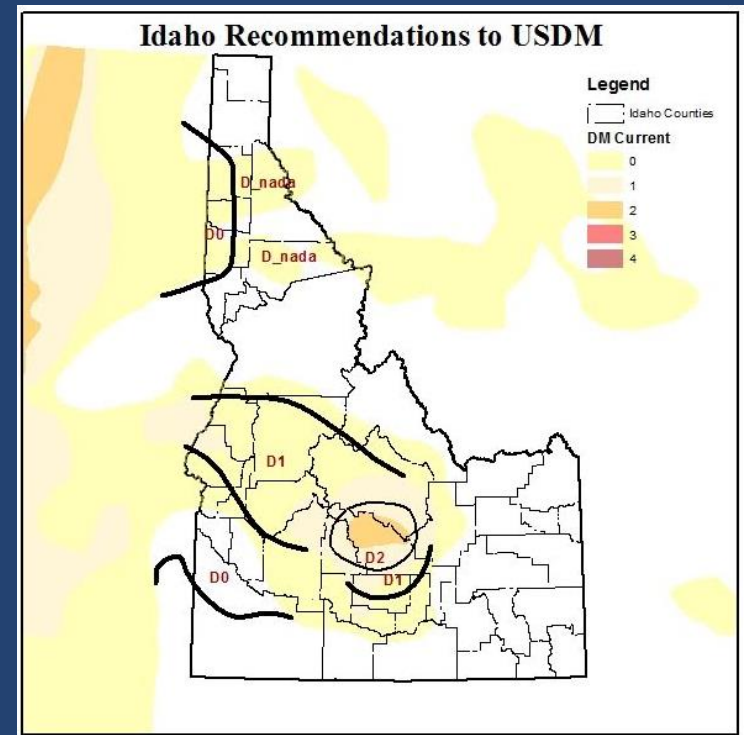 Idaho Recommendations to USDM
Legend
Idaho Counties
DM Current
0
1
2
3
4
D_nada
D0
D_nada
D1
D2
D1
D0